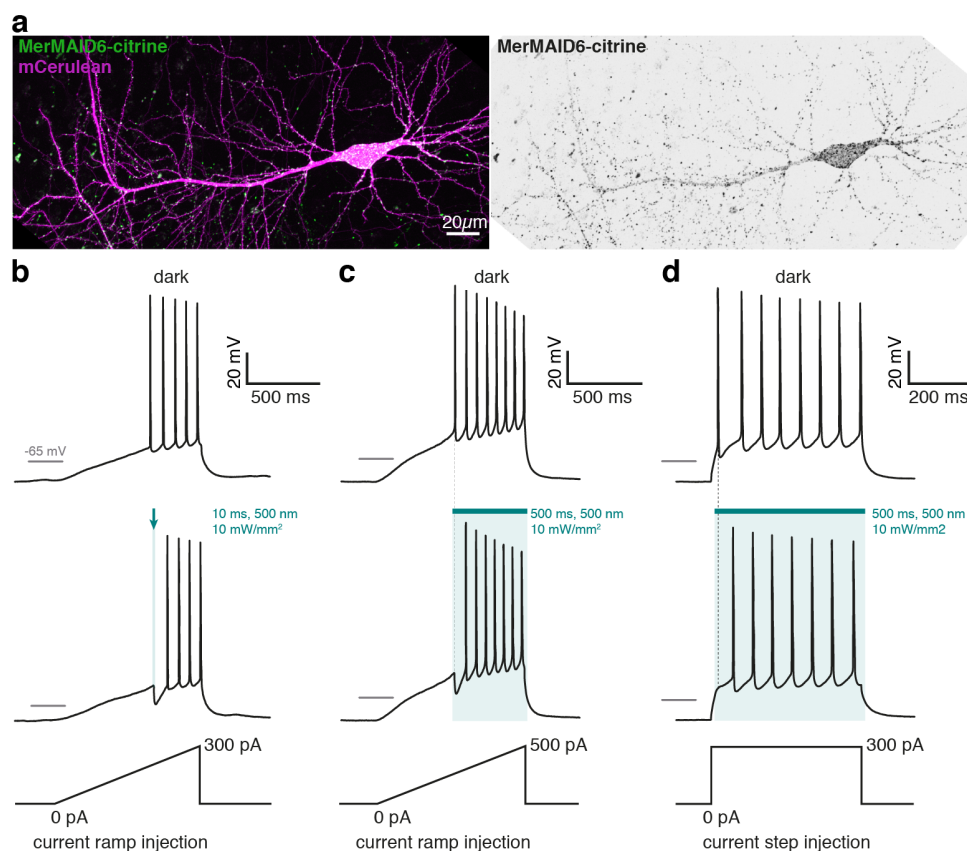 a
MerMAID6-citrine
mCerulean
20µm
MerMAID6-citrine
b
dark
20 mV
500 ms
-65 mV
10 ms, 500 nm
10 mW/mm²
300 pA
0 pA
current ramp injection
c
dark
20 mV
500 ms
500 ms, 500 nm
10 mW/mm²
500 pA
0 pA
current ramp injection
d
dark
20 mV
200 ms
500 ms, 500 nm
10 mW/mm2
300 pA
0 pA
current step injection